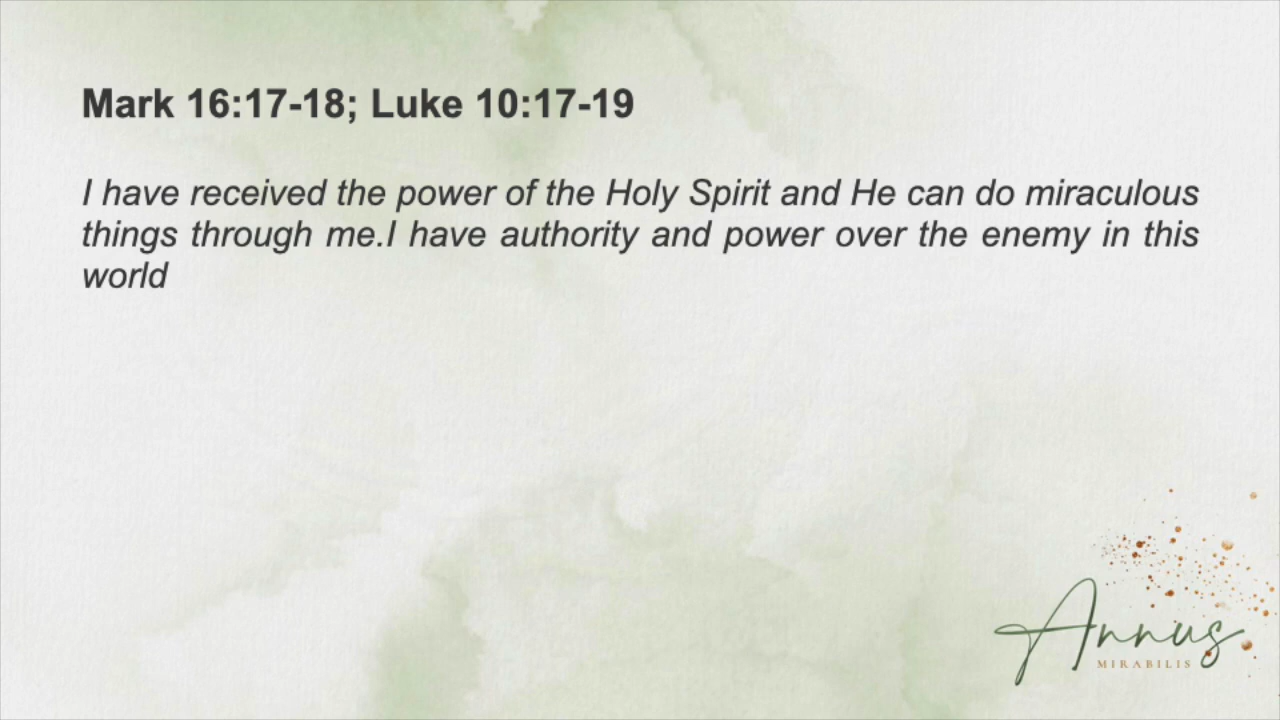 Mark 16:17-18; Luke 10:17-19
I have received the power of the Holy Spirit and He can do miraculous
things through me.I have authority and power over the enemy in this
world
Annus
MIRABILIS